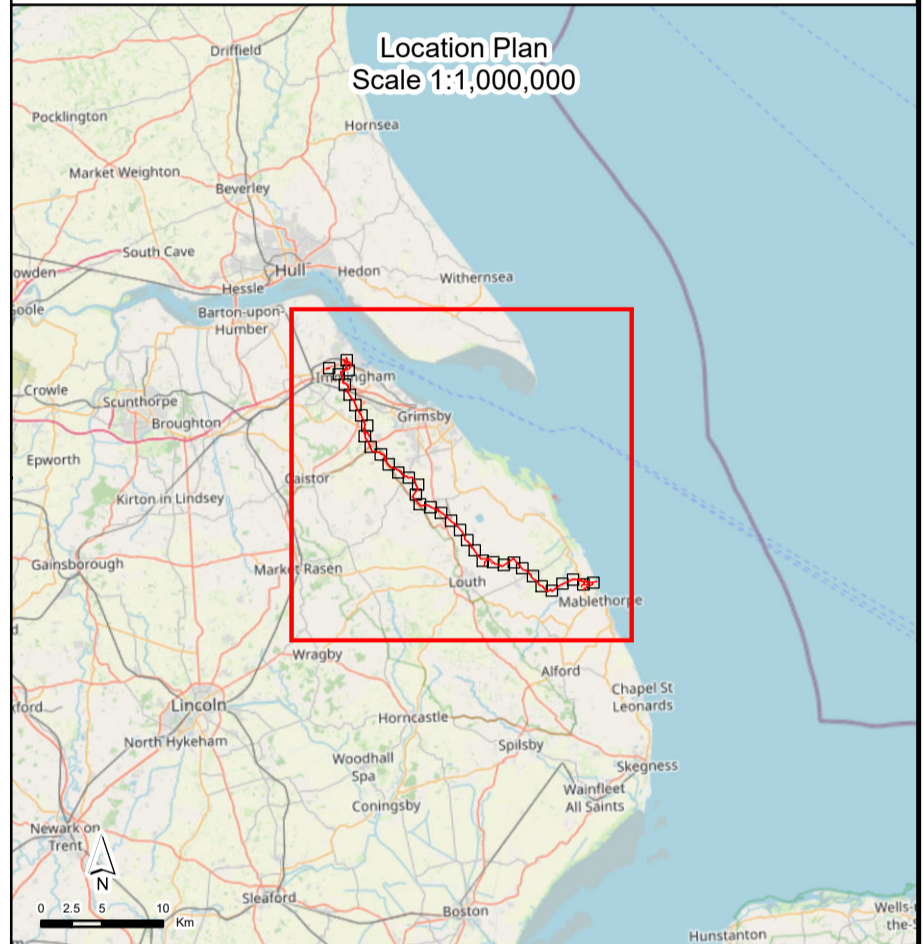 Location Plan
Scale 1:1,000,000
Driffield
Pocklington
Hornsea
Market Weighton
Beverley
South Cave
owden
Hull
Hedon
Withernsea
Hessle
oole
Barton-upon-
Humber
Immingham
Crowle
Scunthorpe
Grimsby
Broughton
Epworth
Caistor
Kirton in Lindsey
Gainsborough
Market Rasen
Louth
Mablethorpe
d
Wragby
Alford
Chapel St
Leonards
xford
Lincoln
Horncastle
North Hykeham
Spilsby
Woodhall
Spa
Skegness
Coningsby
Wainfleet
All Saints
Newark on
Trent
N
Sleaford
0 2.5 5 10
Km
Boston
Wells-
the-
Hunstanton